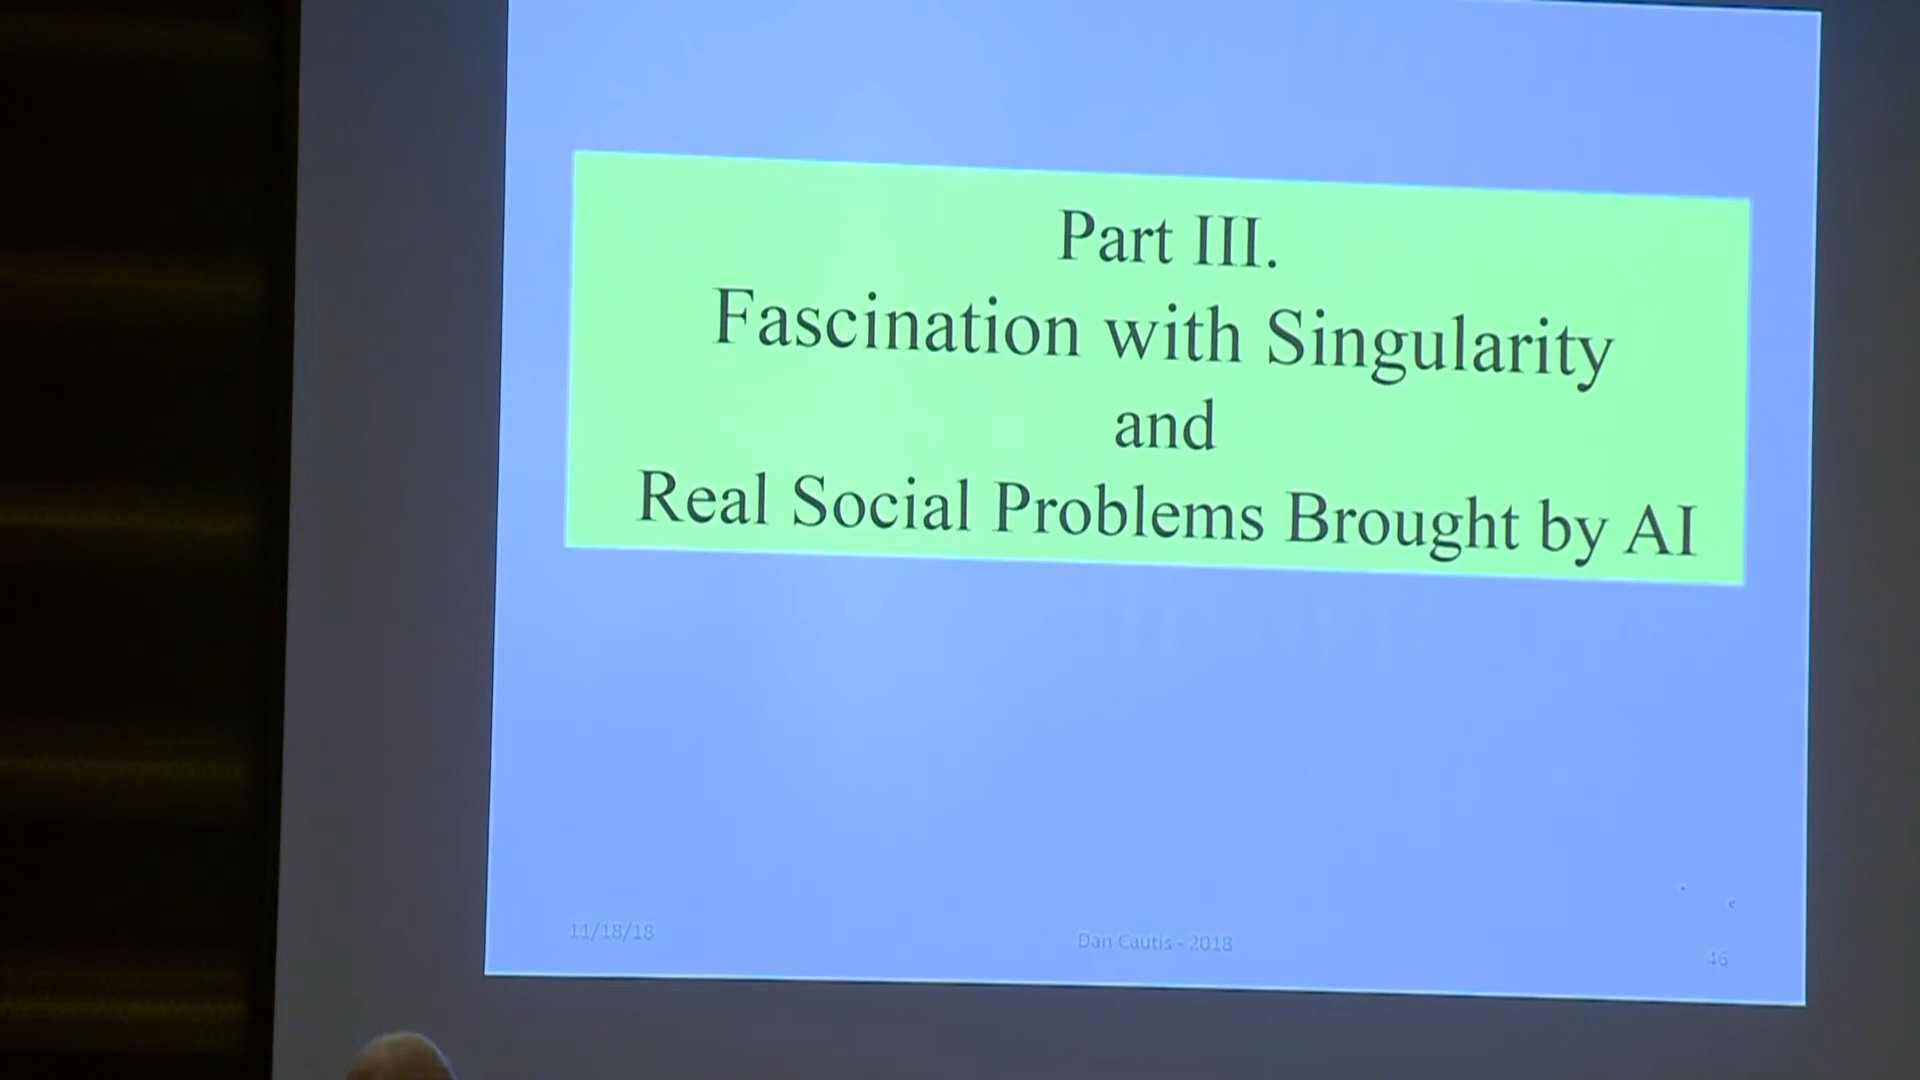 Part III.
Fascination with Singularity
and
Real Social Problems Brought by AI
11/18/18
Dan Cautis - 2018
46